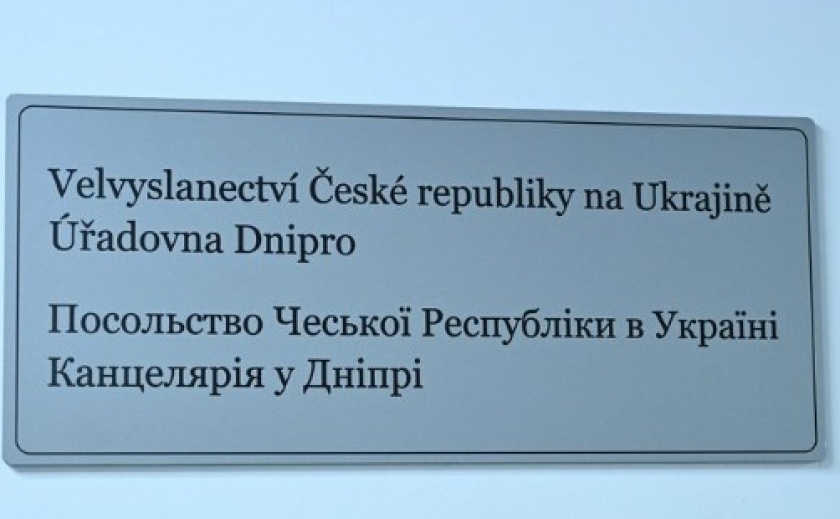 Velvyslanectví České republiky na Ukrajině
Úřadovna Dnipro
Посольство Чеської Республіки в Україні
Канцелярія у Дніпрі